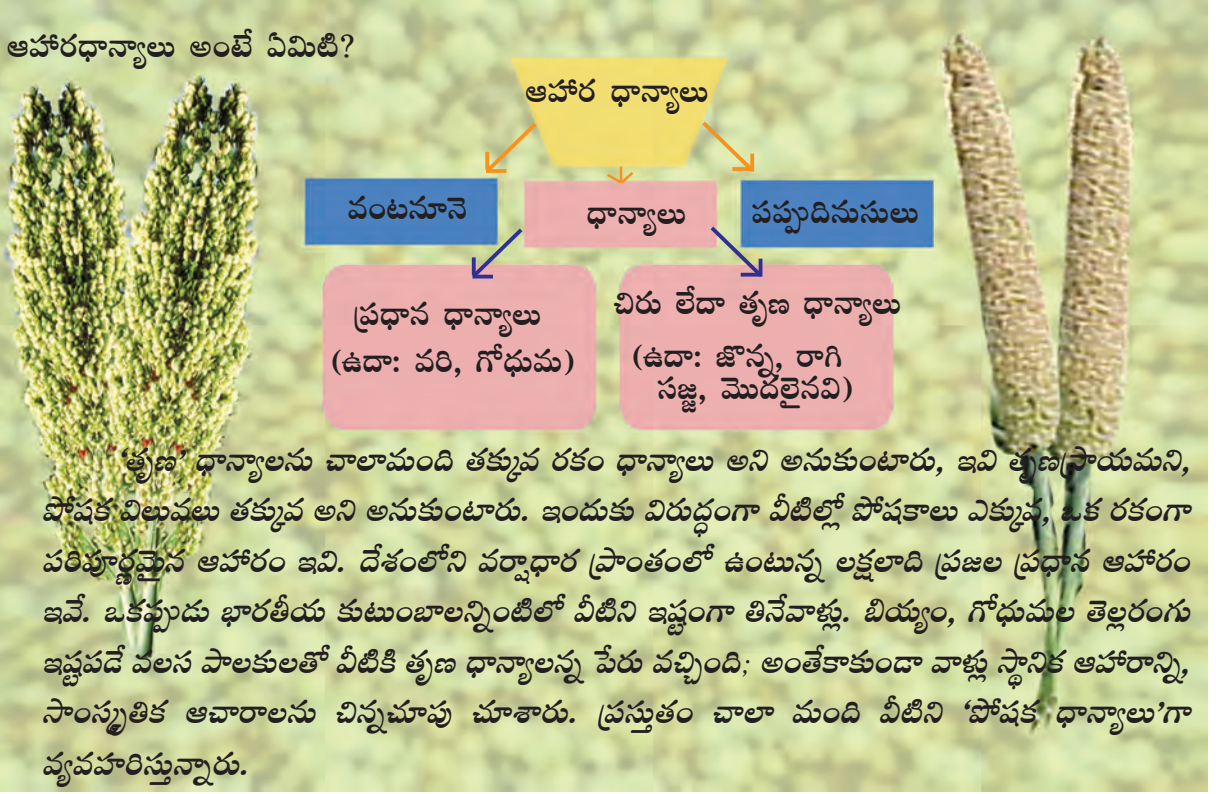 ఆహారధాన్యాలు అంటే ఏమిటి?
ఆహార ధాన్యాలు
వంటనూనె
ధాన్యాలు
పప్పుదినుసులు
ప్రధాన ధాన్యాలు
(ఉదా: వరి, గోధుమ)
చిరు లేదా తృణ ధాన్యాలు
(ఉదా: జొన్న, రాగి
సజ్జ, మొదలైనవి)
‘తృణ’ ధాన్యాలను చాలామంది తక్కువ రకం ధాన్యాలు అని అనుకుంటారు, ఇవి తృణప్రాయమని,
పోషక విలువలు తక్కువ అని అనుకుంటారు. ఇందుకు విరుద్ధంగా వీటిల్లో పోషకాలు ఎక్కువ, ఒక రకంగా
పరిపూర్ణమైన ఆహారం ఇవి. దేశంలోని వర్షాధార ప్రాంతంలో ఉంటున్న లక్షలాది ప్రజల ప్రధాన ఆహారం
ఇవే. ఒకప్పుడు భారతీయ కుటుంబాలన్నింటిలో వీటిని ఇష్టంగా తినేవాళ్లు. బియ్యం, గోధుమల తెల్లరంగు
ఇష్టపడే వలస పాలకులతో వీటికి తృణ ధాన్యాలన్న పేరు వచ్చింది; అంతేకాకుండా వాళ్లు స్థానిక ఆహారాన్ని,
సాంస్కృతిక ఆచారాలను చిన్నచూపు చూశారు. ప్రస్తుతం చాలా మంది వీటిని ‘పోషక ధాన్యాలు’గా
వ్యవహరిస్తున్నారు.